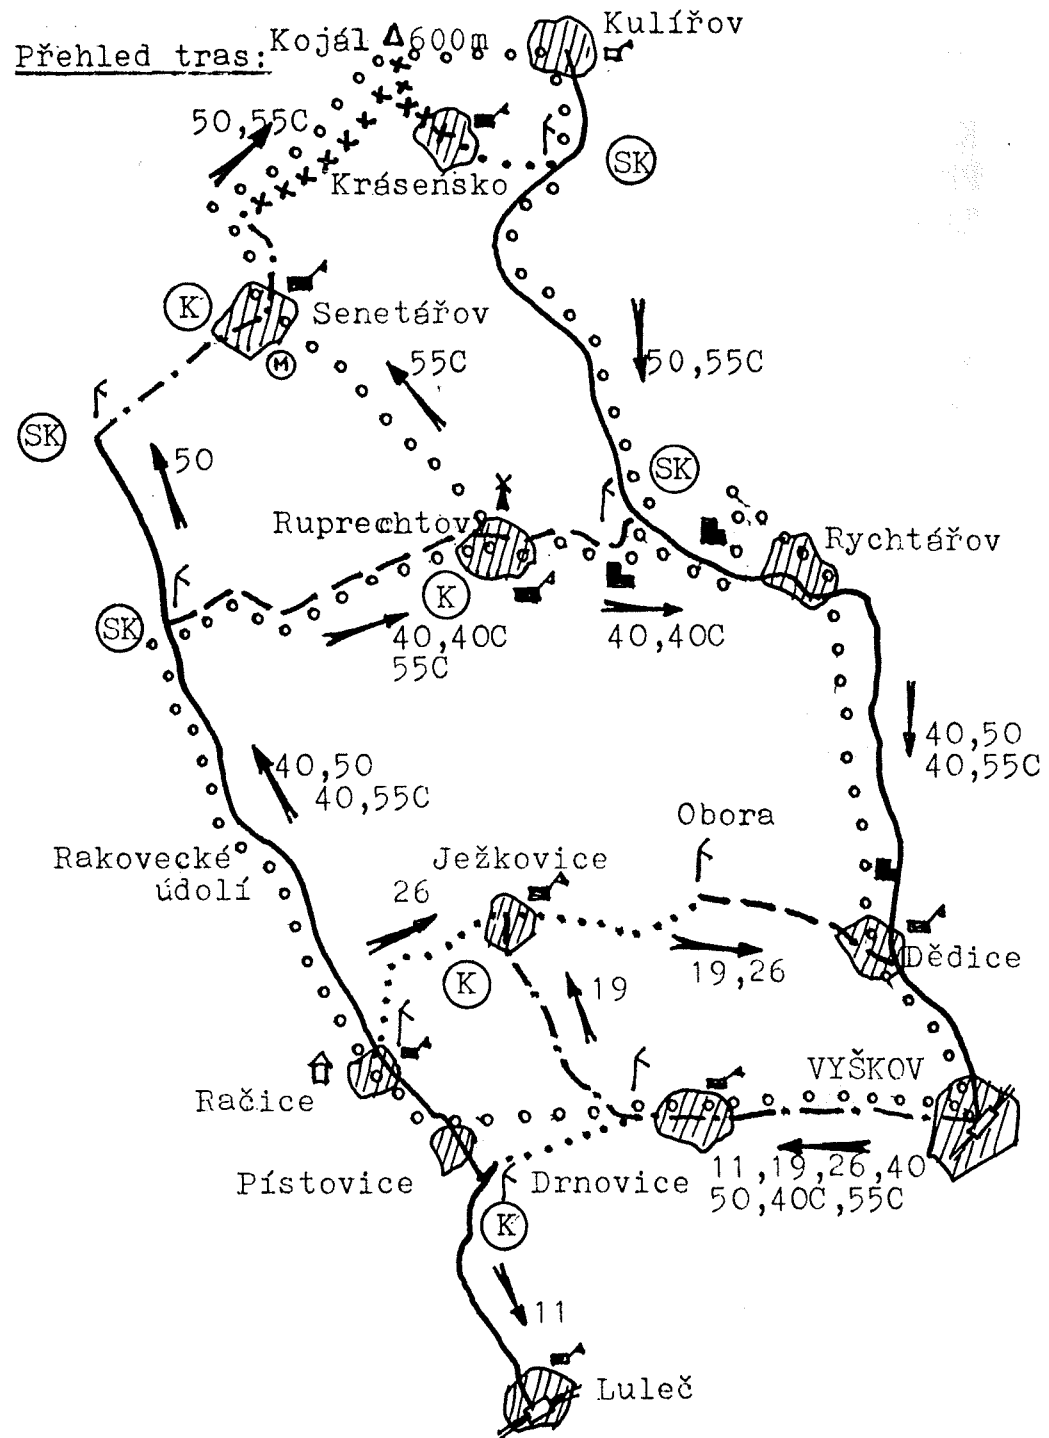 Kulířov
Kojál Δ600m
Přehled tras:
50,55C
SK
Krásensko
K
Senetářov
M
55C
50,55C
SK
50
SK
Ruprechtov
Rychtářov
K
SK
40,40C
55C
40,40C
40,50
40,55C
40,50
40,55C
Obora
Rakovecké
údolí
Ježkovice
26
Dědice
19,26
K
19
VYŠKOV
Račice
11,19,26,40
50,40C,55C
Pístovice
Drnovice
K
11
Luleč